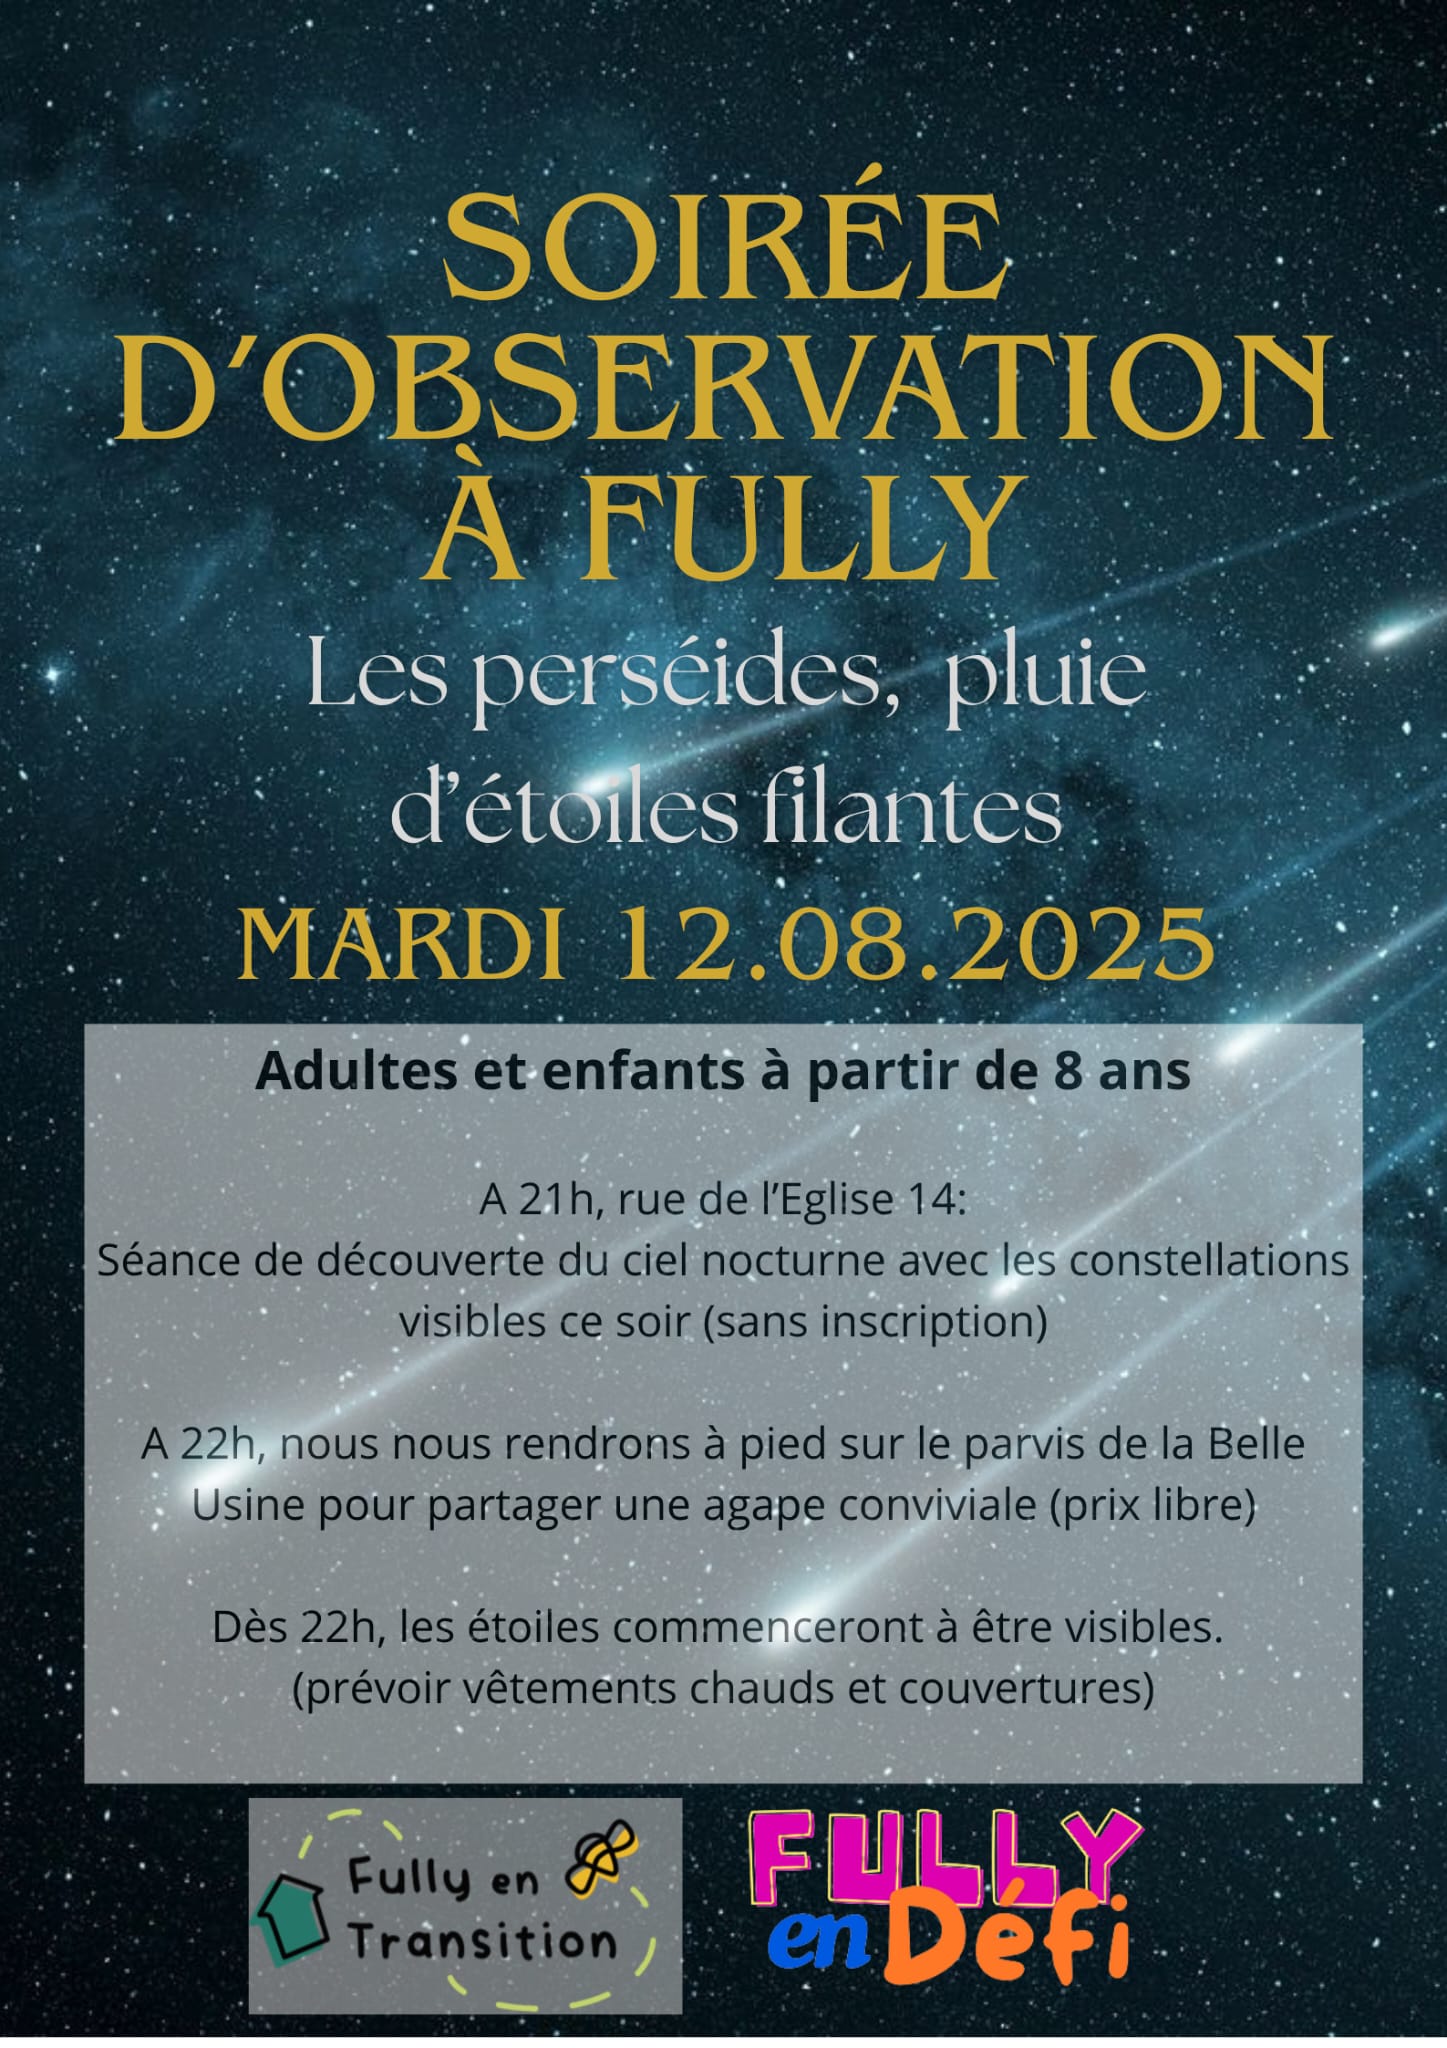 SOIRÉE
D'OBSERVATION
À FULLY
Les perséides, pluie
d'étoiles filantes
MARDI 12.08.2025
Adultes et enfants à partir de 8 ans
A 21h, rue de l'Eglise 14:
Séance de découverte du ciel nocturne avec les constellations
visibles ce soir (sans inscription)
A 22h, nous nous rendrons à pied sur le parvis de la Belle
Usine pour partager une agape conviviale (prix libre)
Dès 22h, les étoiles commenceront à être visibles.
(prévoir vêtements chauds et couvertures)
Fully en
Transition
FULLY
en Défi